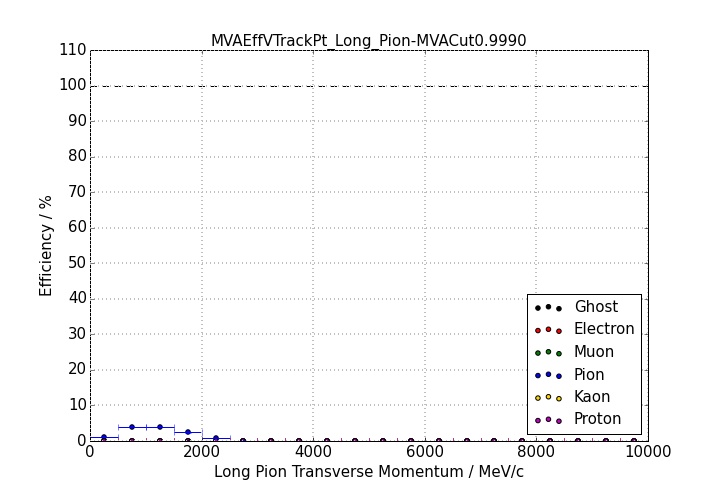 MVAEffVTrackPt_Long_Pion-MVACut0.9990
110
100
90
80
70
60
50
40
30
20
10
0
Efficiency / %
Ghost
Electron
Muon
Pion
Kaon
Proton
0 2000 4000 6000 8000 10000
Long Pion Transverse Momentum / MeV/c